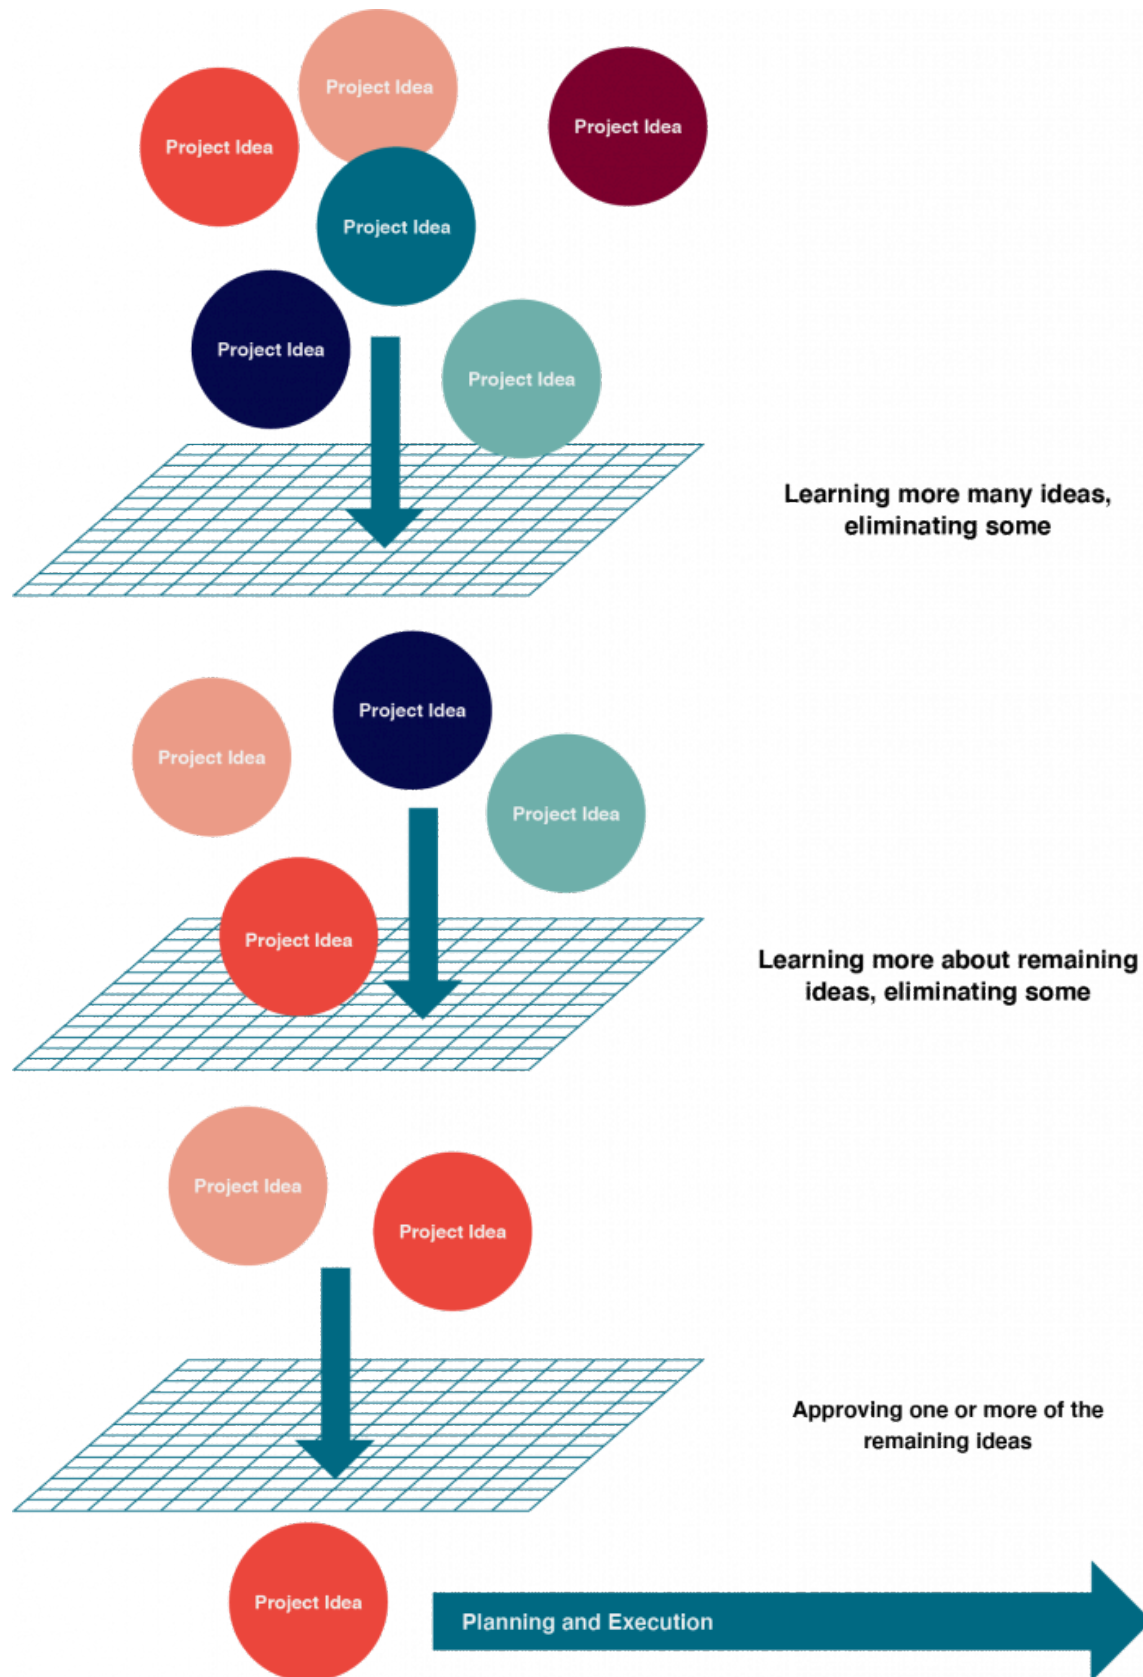 Project Idea
Project Idea
Project Idea
Project Idea
Project Idea
Project Idea
Learning more many ideas,
eliminating some
Project Idea
Project Idea
Project Idea
Project Idea
Learning more about remaining
ideas, eliminating some
Project Idea
Project Idea
Approving one or more of the
remaining ideas
Project Idea
Planning and Execution